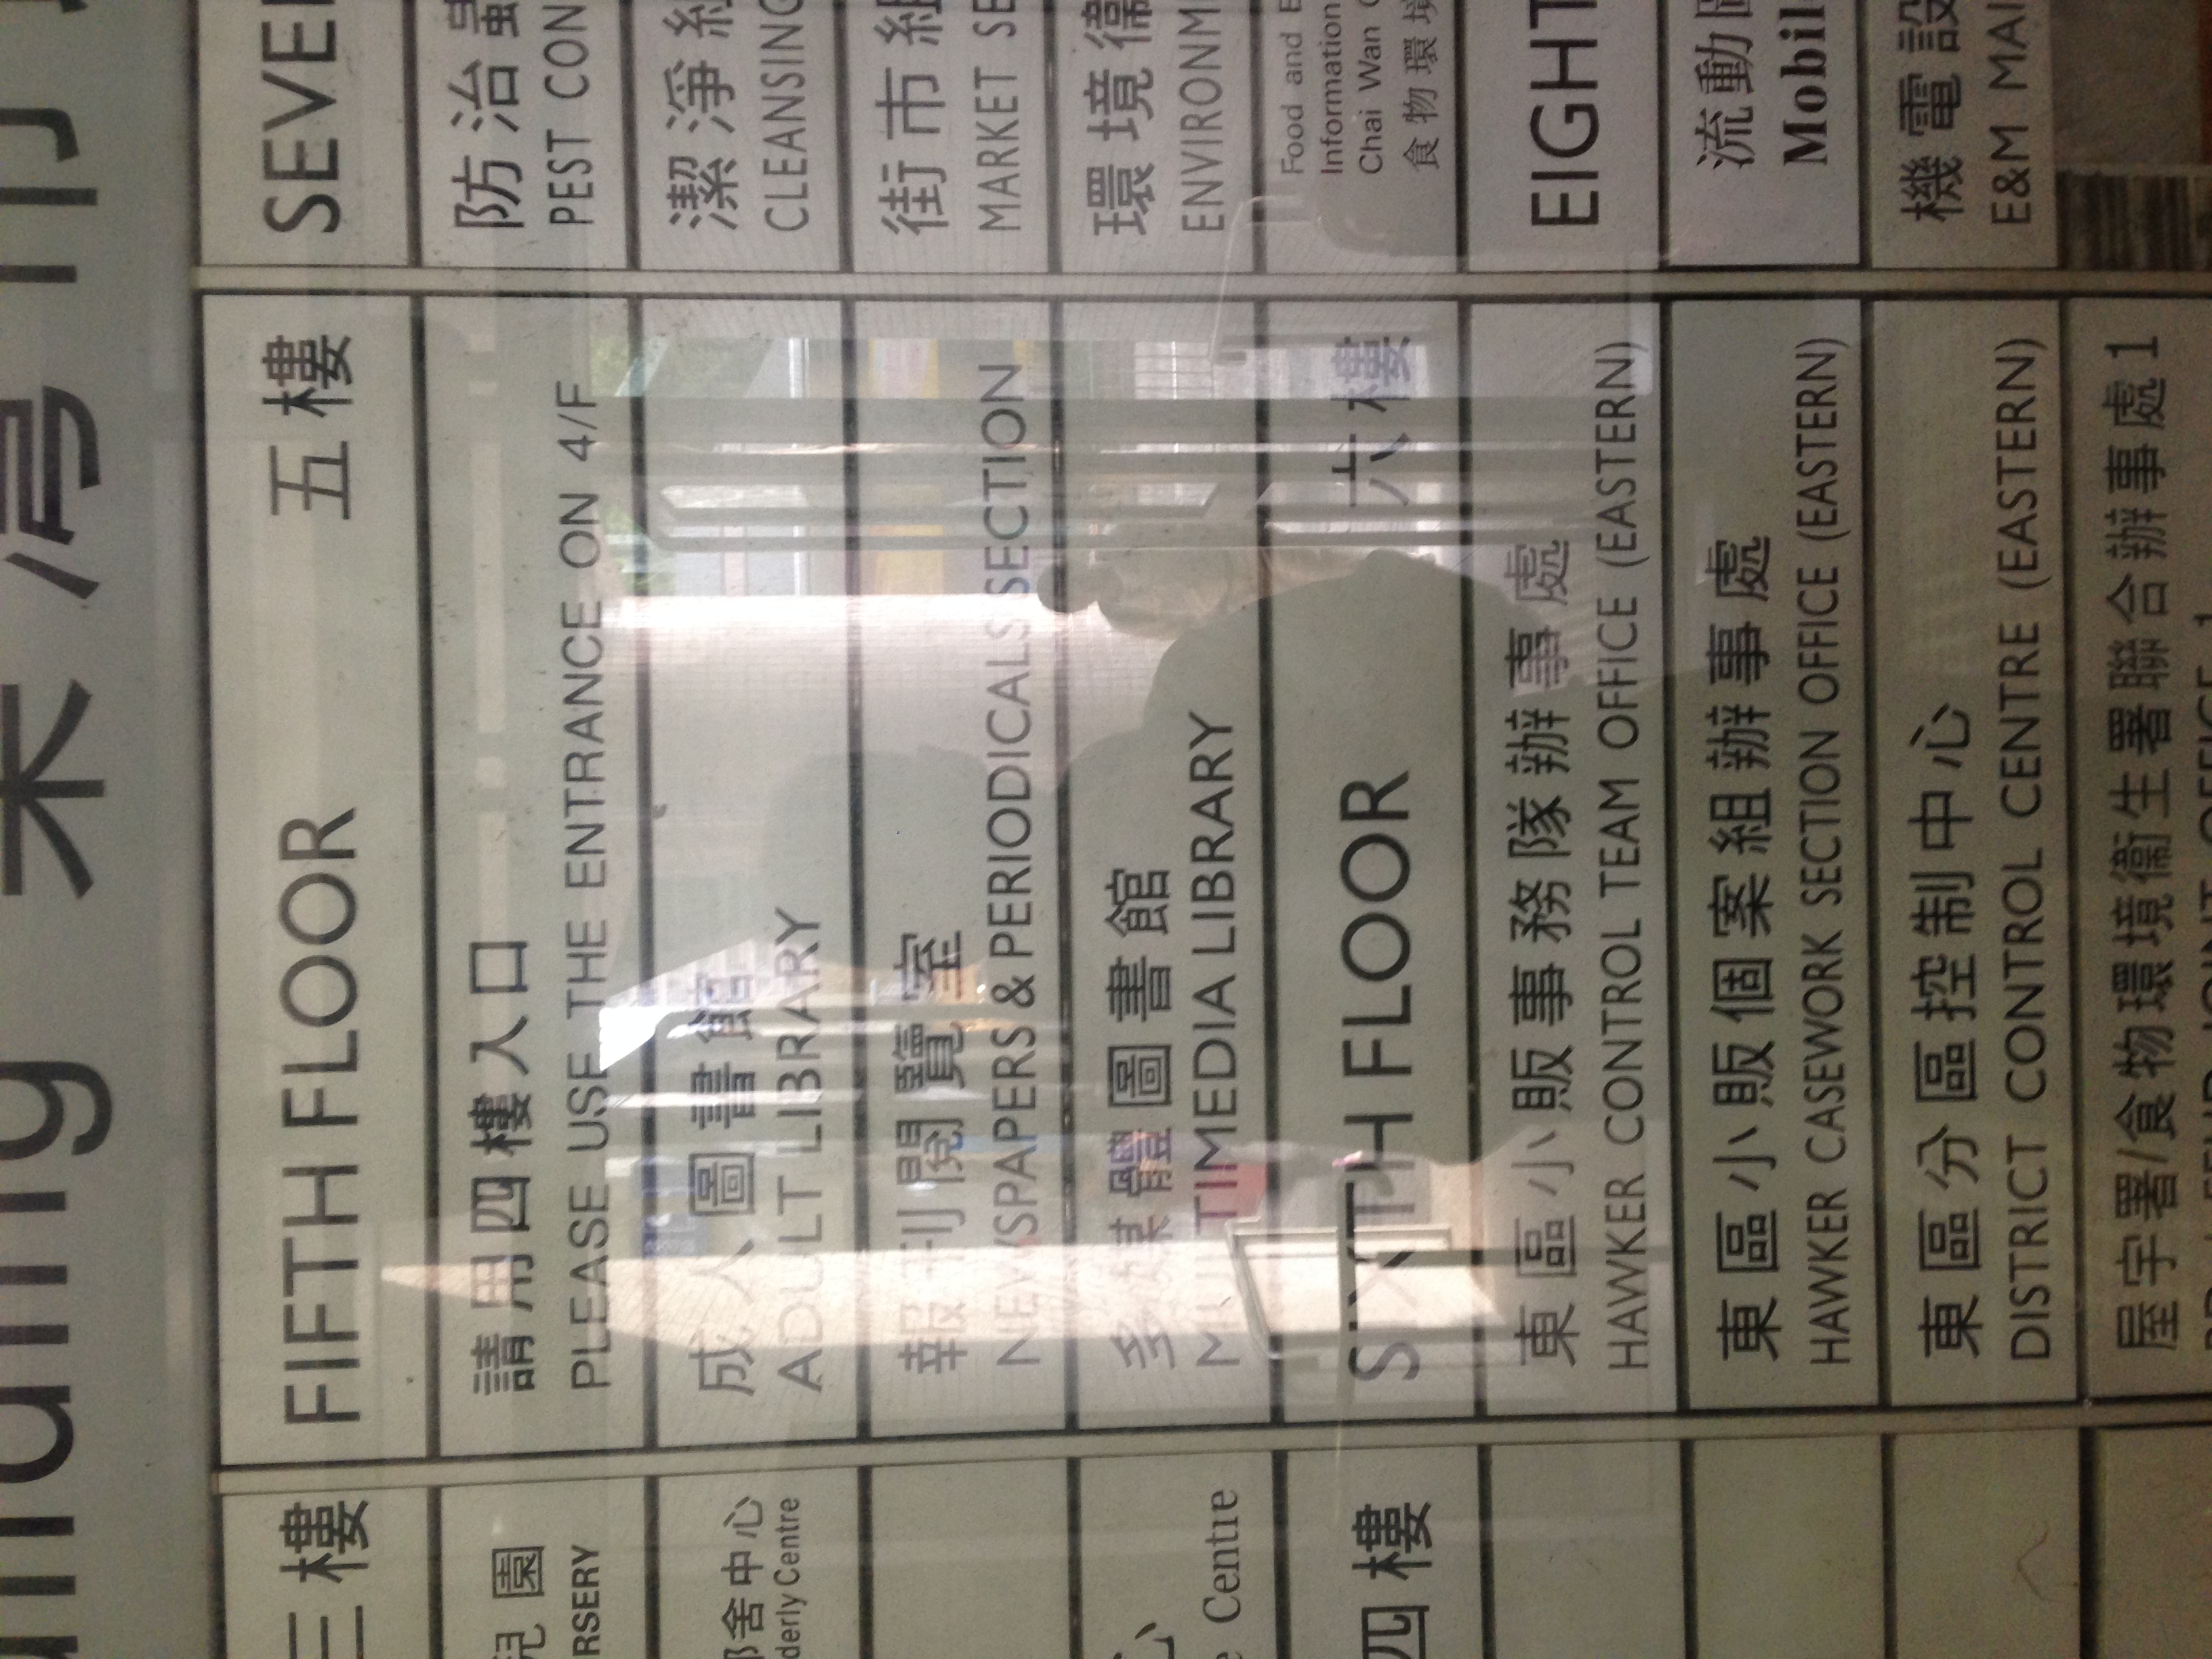 三樓
兒園
RSERY
舍中心
derly Centre
Centre
四樓
FIFTH FLOOR 五樓
請用四樓入口
PLEASE USE THE ENTRANCE ON 4/F
成人圖書館
ADULT LIBRARY
報刊閱覽室
NEWSPAPERS & PERIODICALS SECTION
多媒體圖書館
MULTIMEDIA LIBRARY
SIXTH FLOOR 六樓
東區小販事務隊辦事處
HAWKER CONTROL TEAM OFFICE (EASTERN)
東區小販個案組辦事處
HAWKER CASEWORK SECTION OFFICE (EASTERN)
東區分區控制中心
DISTRICT CONTROL CENTRE (EASTERN)
屋宇署/食物環境衞生署聯合辦事處1
SEVE
防治
PEST CON
潔淨
CLEANSING
街市組
MARKET SE
環境衞
ENVIRONM
Food and E
Information
Chai Wan
食物環境
EIGHT
流動
Mobil
機電設
E&M MAI